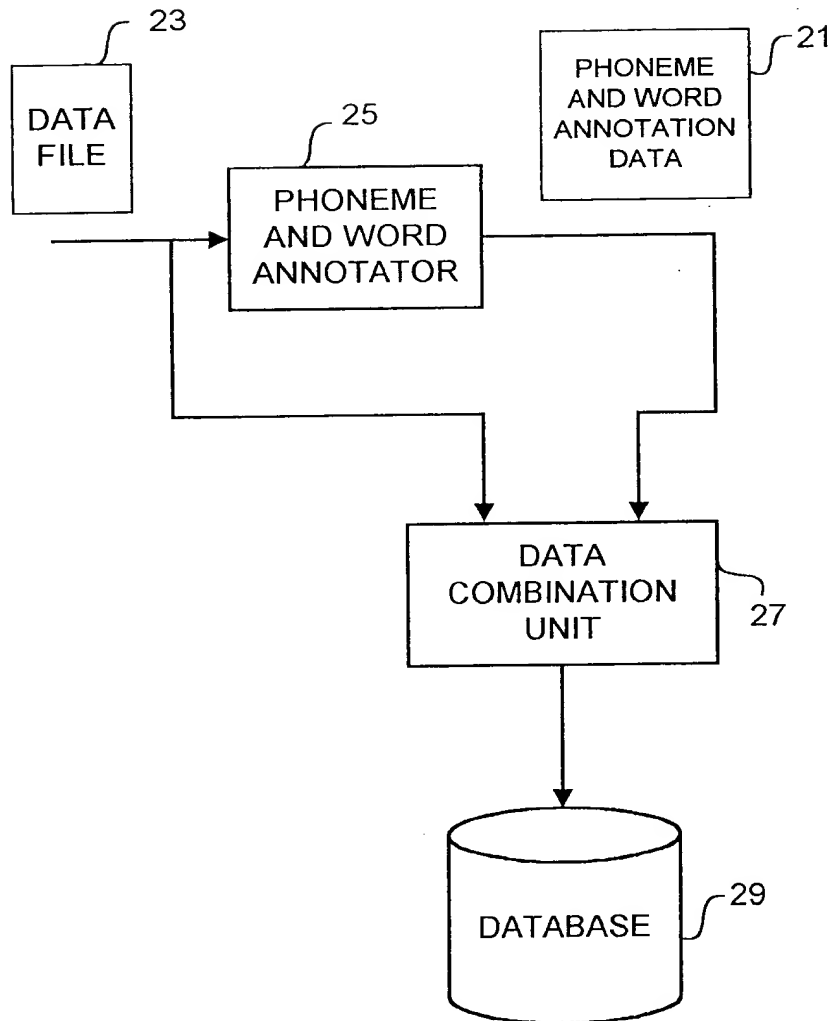 23
DATA
FILE
25
PHONEME
AND WORD
ANNOTATOR
21
PHONEME
AND WORD
ANNOTATION
DATA
DATA
COMBINATION
UNIT
27
DATABASE
29